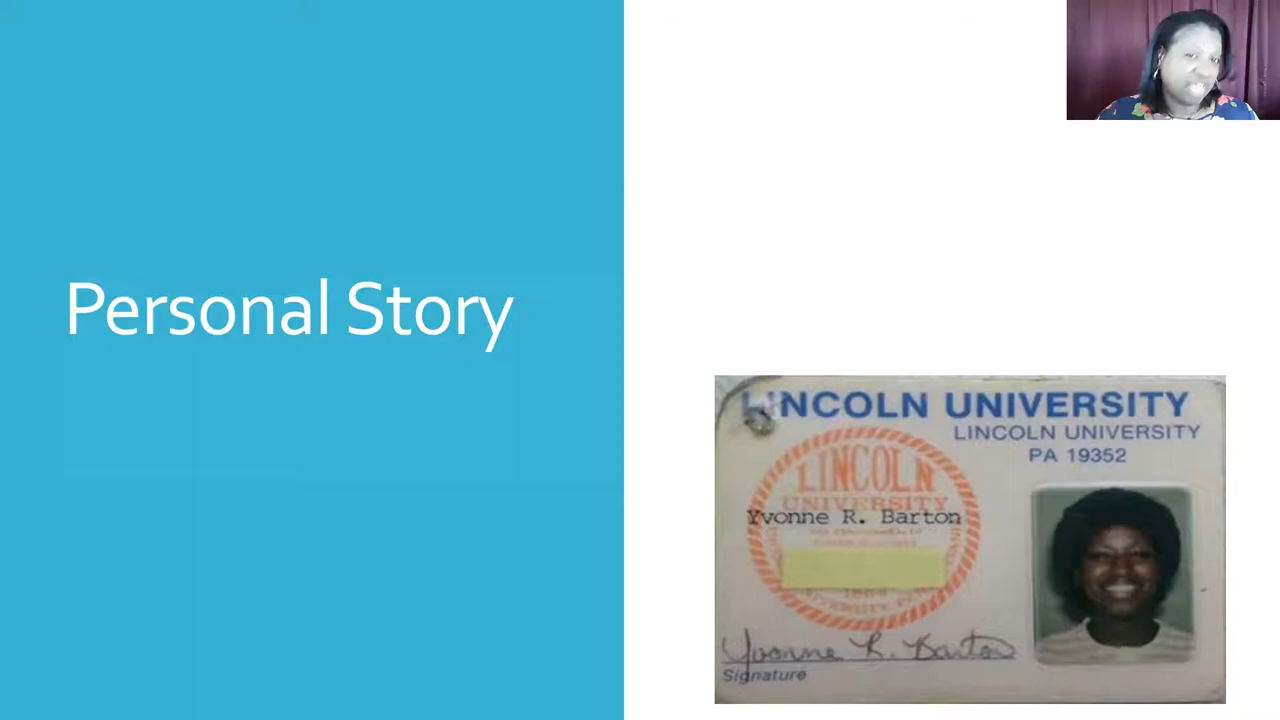 Personal Story
LINCOLN UNIVERSITY
LINCOLN UNIVERSITY
PA 19352
LINCOLN
UNIVERSITY
Yvonne R. Barton
Yvonne R. Barton
Signature